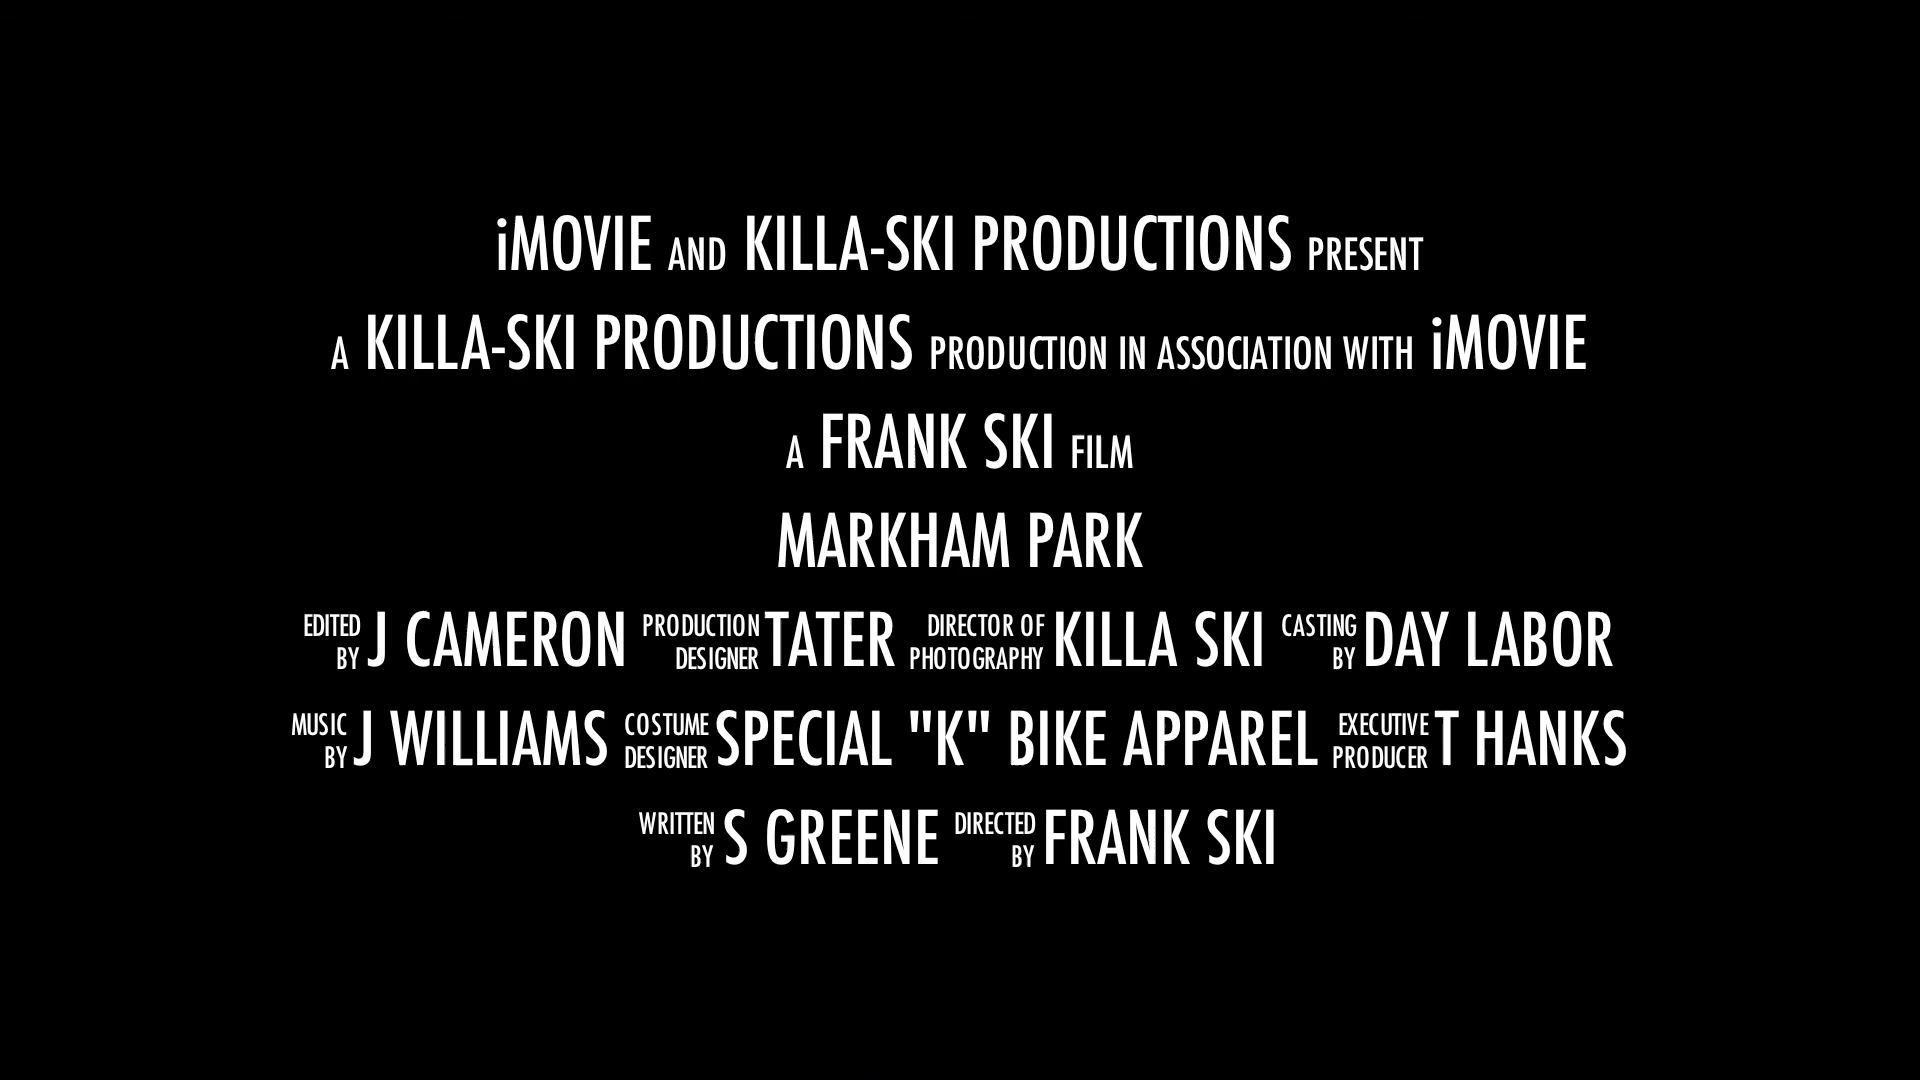 iMOVIE AND KILLA-SKI PRODUCTIONS PRESENT
A KILLA-SKI PRODUCTIONS PRODUCTION IN ASSOCIATION WITH iMOVIE
A FRANK SKI FILM
MARKHAM PARK
EDITED BY J CAMERON PRODUCTION DESIGNER TATER DIRECTOR OF PHOTOGRAPHY KILLA SKI CASTING BY DAY LABOR
MUSIC BY J WILLIAMS COSTUME DESIGNER SPECIAL "K" BIKE APPAREL EXECUTIVE PRODUCER T HANKS
WRITTEN BY S GREENE DIRECTED BY FRANK SKI